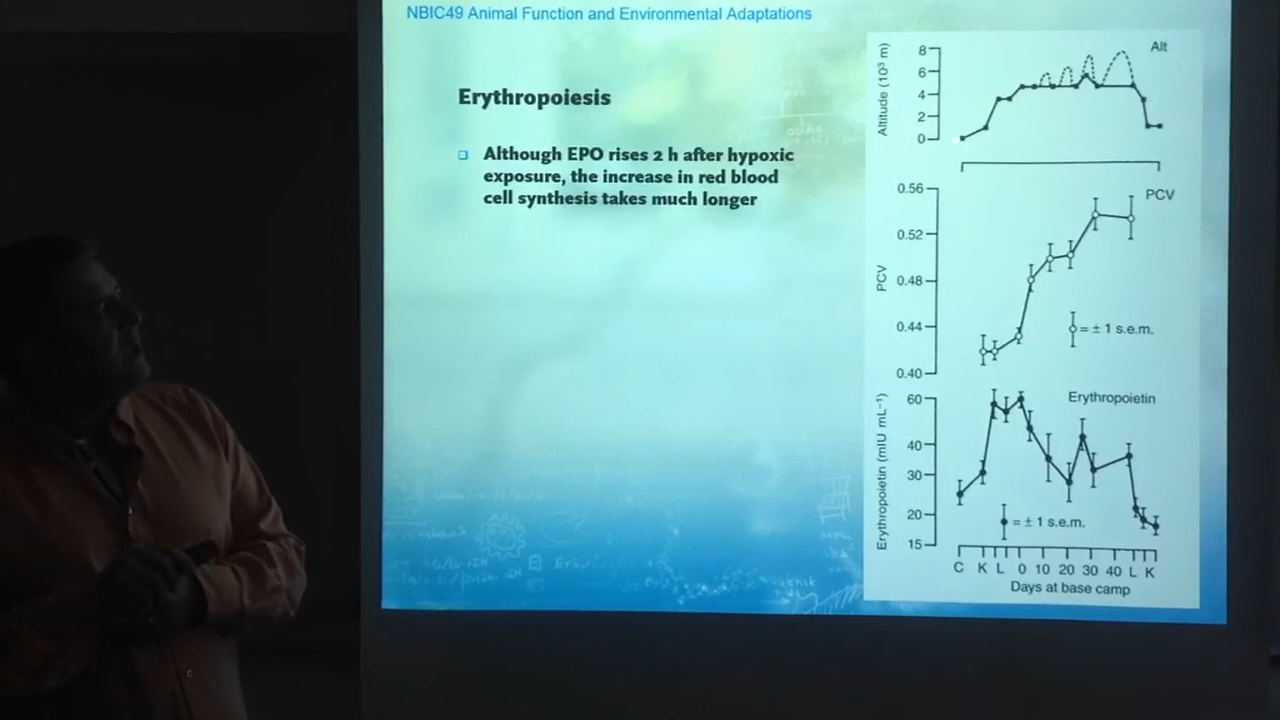 NBIC49 Animal Function and Environmental Adaptations
Erythropoiesis
Although EPO rises 2 h after hypoxic
exposure, the increase in red blood
cell synthesis takes much longer
Alt
Altitude (10³ m)
8
6
4
2
0
PCV
PCV
0.56
0.52
0.48
0.44
0.40
= ± 1 s.e.m.
Erythropoietin
Erythropoietin (mIU mL⁻¹)
60
40
30
20
15
= ± 1 s.e.m.
C K L 0 10 20 30 40 L K
Days at base camp